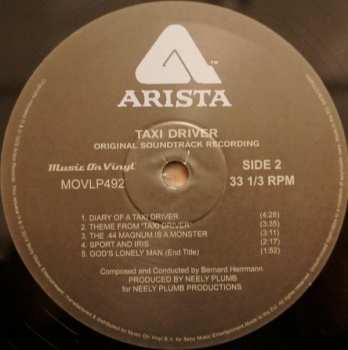 ™
ARISTA
TAXI DRIVER
ORIGINAL SOUNDTRACK RECORDING
Music On Vinyl
SIDE 2
MOVLP492
33 1/3 RPM
1. DIARY OF A TAXI DRIVER (4:28)
2. THEME FROM 'TAXI DRIVER' (3:35)
3. THE .44 MAGNUM IS A MONSTER (3:11)
4. SPORT AND IRIS (2:17)
5. GOD'S LONELY MAN (End Title) (1:52)
Composed and Conducted by Bernard Herrmann
PRODUCED BY NEELY PLUMB
for NEELY PLUMB PRODUCTIONS